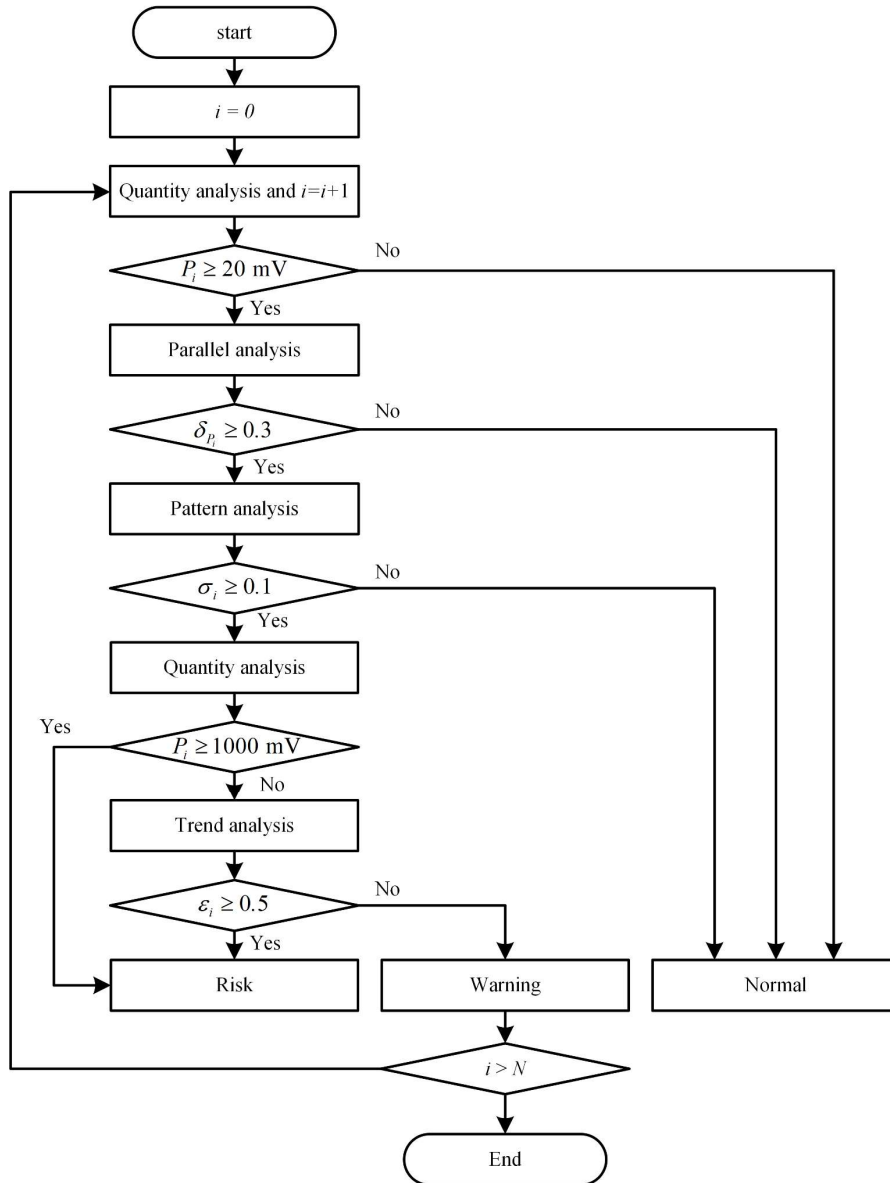 start
i = 0
Quantity analysis and i=i+1
P_i ≥ 20 mV
No
Yes
Parallel analysis
δ_{P_i} ≥ 0.3
No
Yes
Pattern analysis
σ_i ≥ 0.1
No
Yes
Quantity analysis
Yes
P_i ≥ 1000 mV
No
Trend analysis
ε_i ≥ 0.5
No
Yes
Risk
Warning
Normal
i > N
End